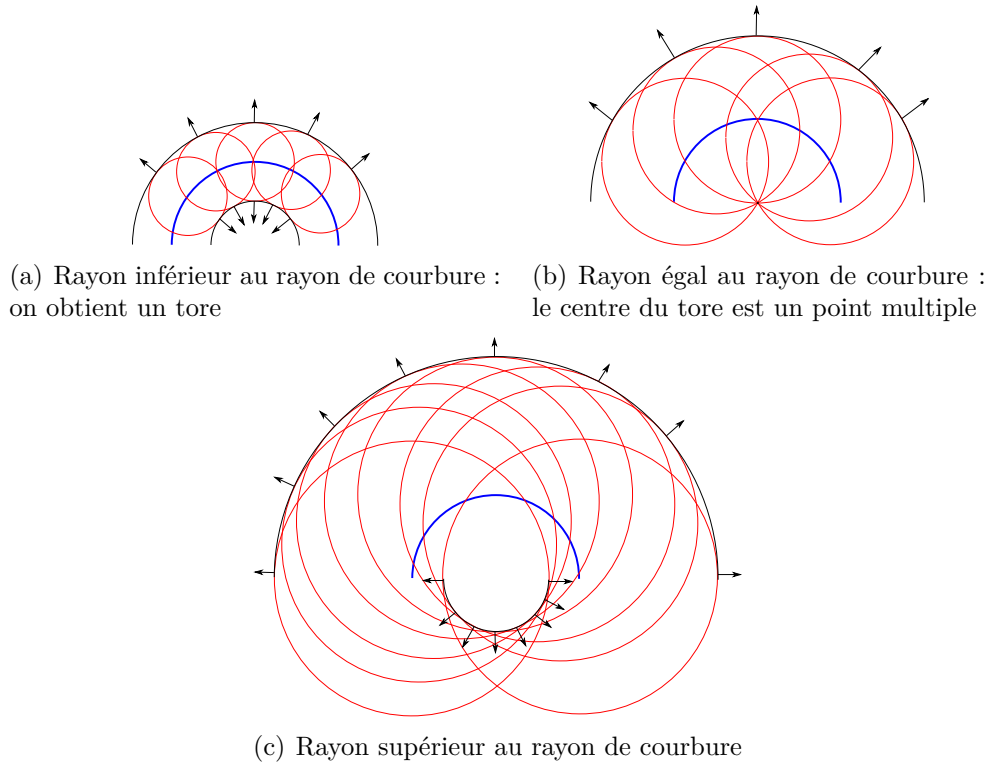 (a) Rayon inférieur au rayon de courbure :
on obtient un tore
(b) Rayon égal au rayon de courbure :
le centre du tore est un point multiple
(c) Rayon supérieur au rayon de courbure